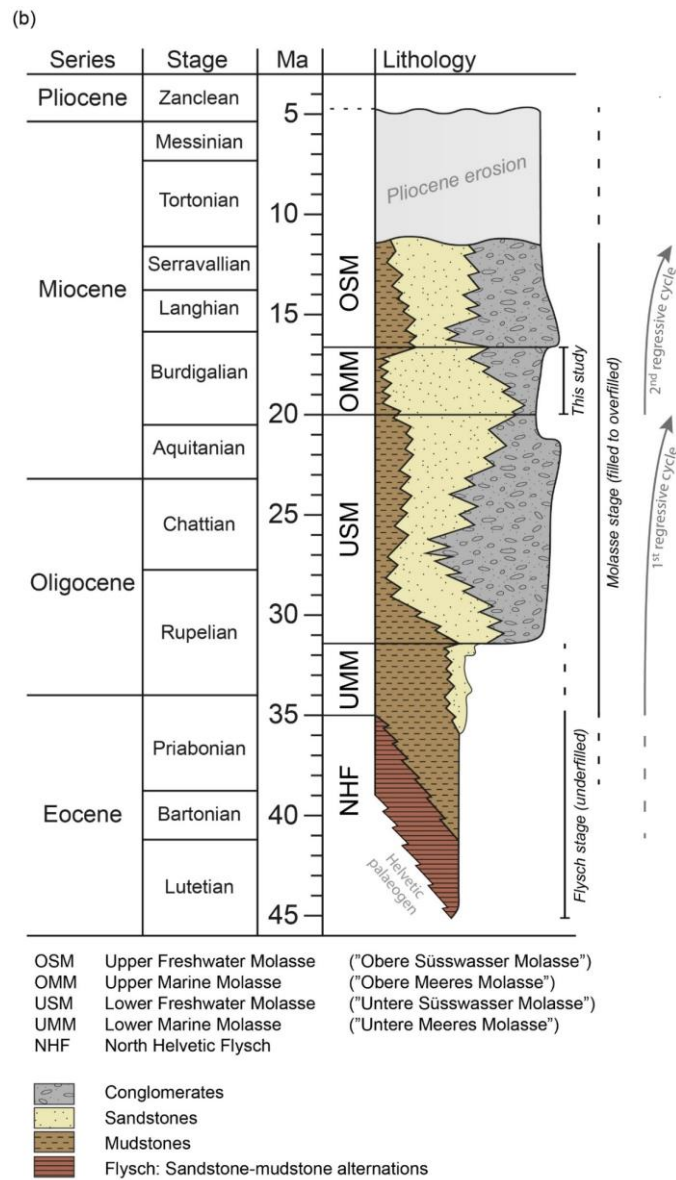 (b)
Series Stage Ma Lithology
Pliocene Zanclean 5
Messinian
Tortonian
Pliocene erosion
10
Serravallian
Miocene
Langhian
15
OSM
Burdigalian
OMM
This study
20
Aquitanian
2nd regressive cycle
Molasse stage (filled to overfilled)
Chattian
25
USM
1st regressive cycle
Oligocene
Rupelian
30
UMM
35
Priabonian
NHF
Eocene
Bartonian
40
Flysch stage (underfilled)
Helvetic
palaeogen
Lutetian
45
OSM Upper Freshwater Molasse ("Obere Süsswasser Molasse")
OMM Upper Marine Molasse ("Obere Meeres Molasse")
USM Lower Freshwater Molasse ("Untere Süsswasser Molasse")
UMM Lower Marine Molasse ("Untere Meeres Molasse")
NHF North Helvetic Flysch
Conglomerates
Sandstones
Mudstones
Flysch: Sandstone-mudstone alternations